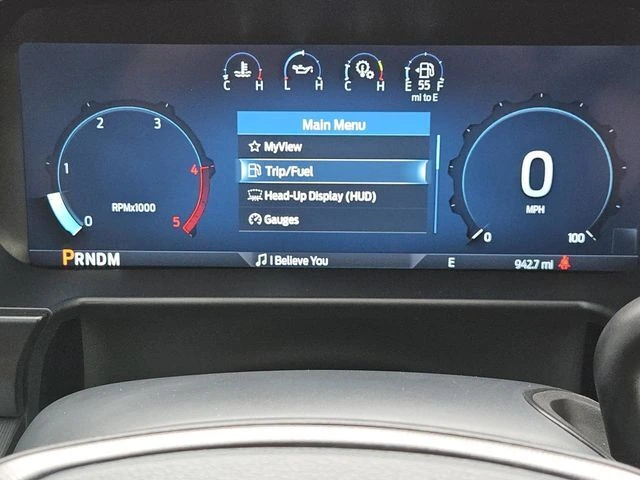 C H
L H
C H
E 55 F
mi to E
Main Menu
MyView
Trip/Fuel
Head-Up Display (HUD)
Gauges
0 1 2 3 4 5
RPMx1000
0
MPH
0 100
PRNDM
I Believe You
E
942.7 mi